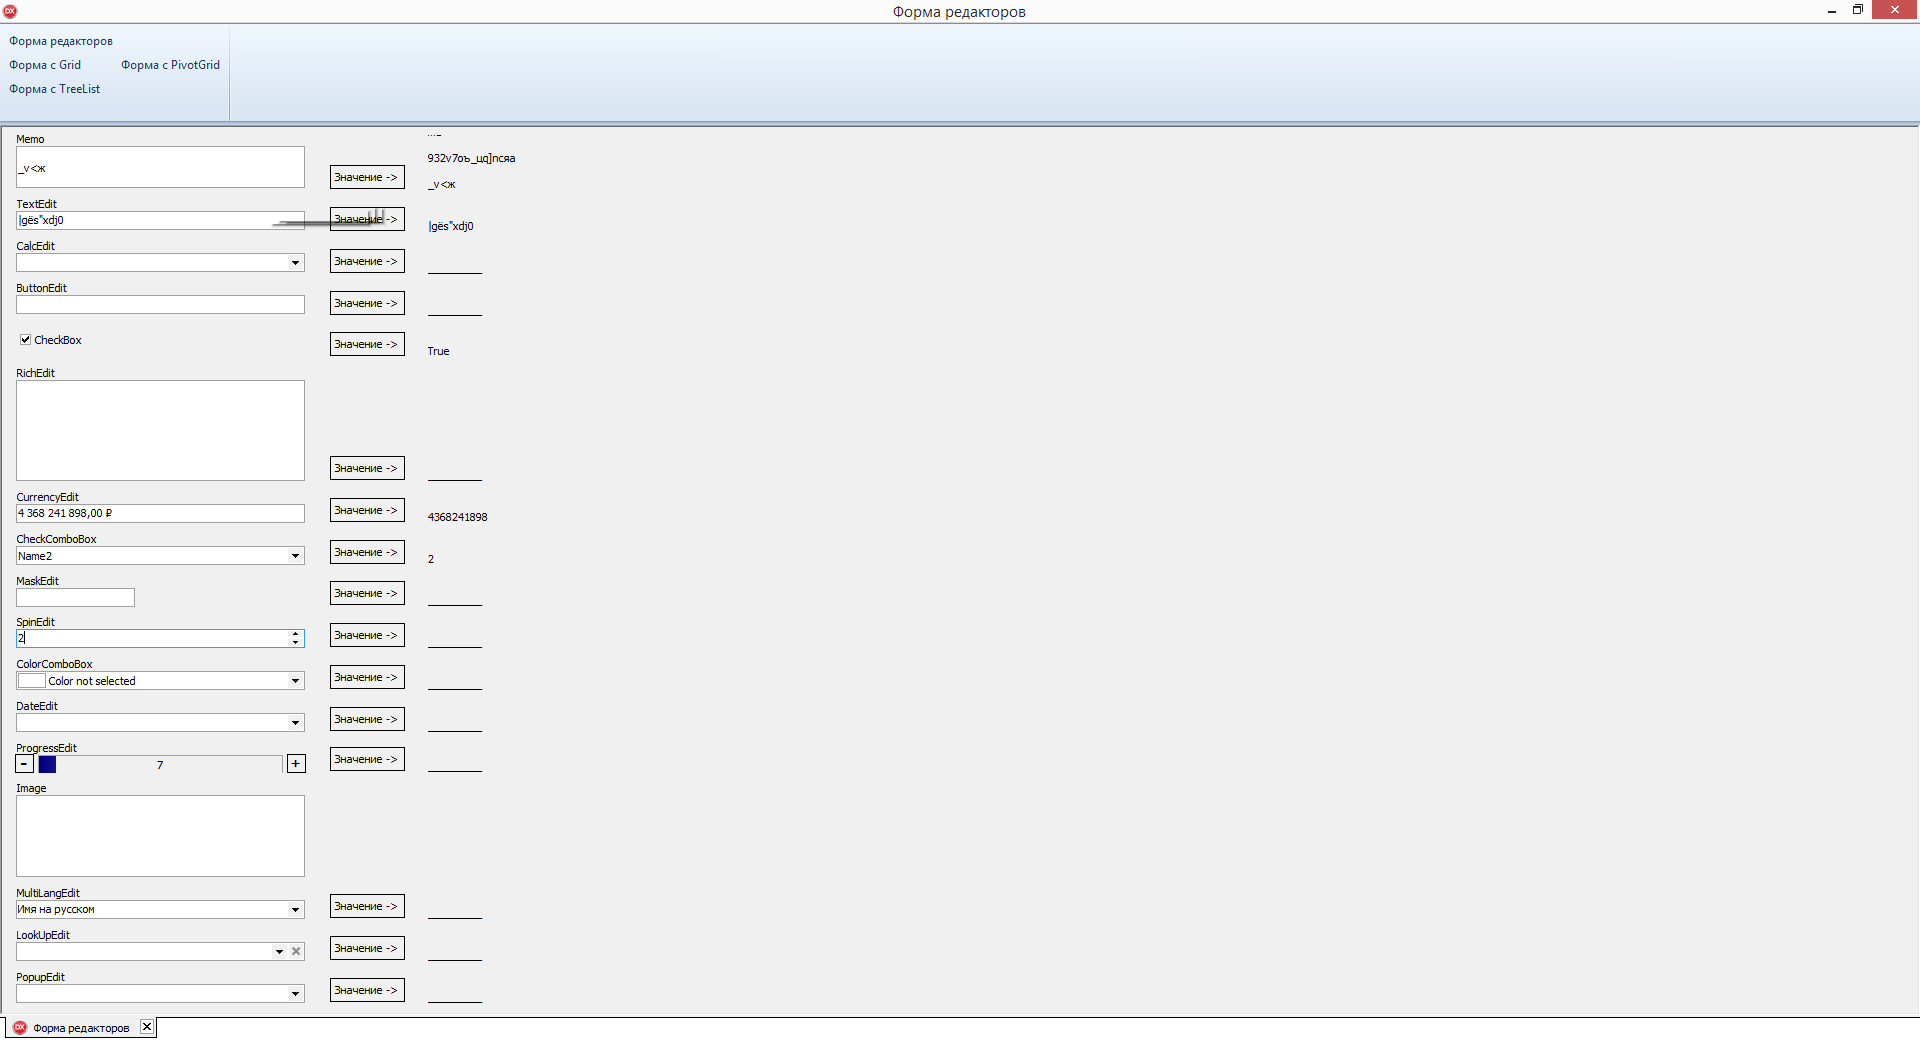 Форма редакторов
Форма редакторов
Форма с Grid Форма с PivotGrid
Форма с TreeList
Memo
932v7оъ_цq]nсяа
_v<ж Значение -> _v<ж
TextEdit
|gёs"xdj0 Значение -> |gёs"xdj0
CalcEdit
Значение ->
ButtonEdit
Значение ->
CheckBox Значение -> True
RichEdit
Значение ->
CurrencyEdit
4 368 241 898,00 ₽ Значение -> 4368241898
CheckComboBox
Name2 Значение -> 2
MaskEdit
Значение ->
SpinEdit
2 Значение ->
ColorComboBox
Color not selected Значение ->
DateEdit
Значение ->
ProgressEdit
- 7 + Значение ->
Image
MultiLangEdit
Имя на русском Значение ->
LookUpEdit
Значение ->
PopupEdit
Значение ->
DX Форма редакторов